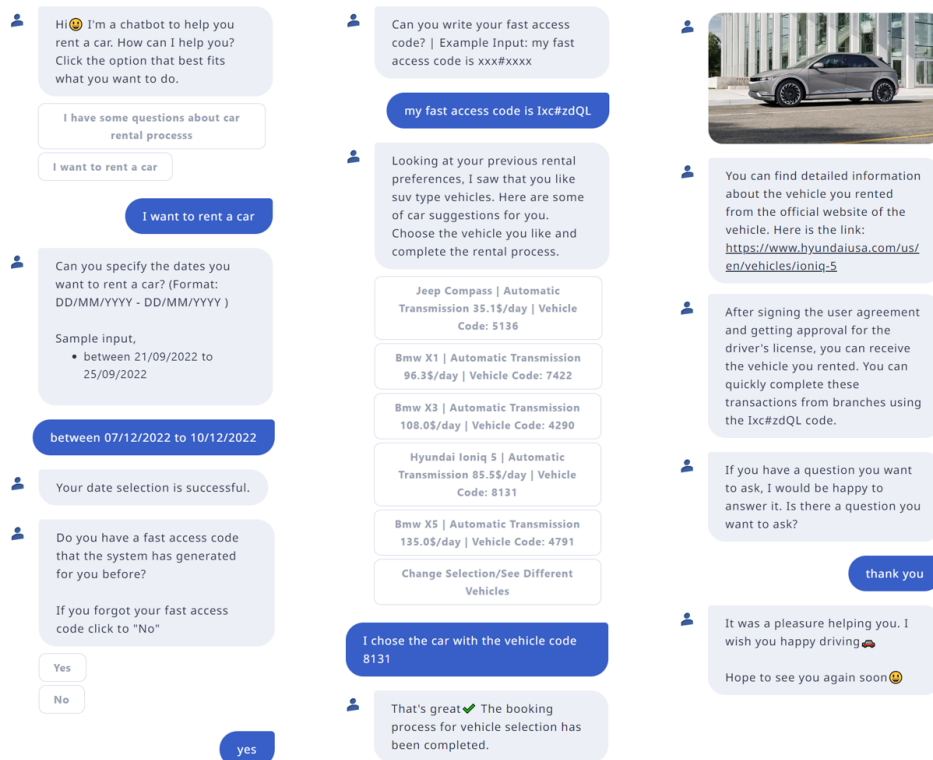 Hi😃 I'm a chatbot to help you
rent a car. How can I help you?
Click the option that best fits
what you want to do.
I have some questions about car
rental processs
I want to rent a car
I want to rent a car
Can you specify the dates you
want to rent a car? (Format:
DD/MM/YYYY - DD/MM/YYYY )
Sample input,
• between 21/09/2022 to
25/09/2022
between 07/12/2022 to 10/12/2022
Your date selection is successful.
Do you have a fast access code
that the system has generated
for you before?
If you forgot your fast access
code click to "No"
Yes
No
yes
Can you write your fast access
code? | Example Input: my fast
access code is xxx#xxxx
my fast access code is Ixc#zdQL
Looking at your previous rental
preferences, I saw that you like
suv type vehicles. Here are some
of car suggestions for you.
Choose the vehicle you like and
complete the rental process.
Jeep Compass | Automatic
Transmission 35.1$/day | Vehicle
Code: 5136
Bmw X1 | Automatic Transmission
96.3$/day | Vehicle Code: 7422
Bmw X3 | Automatic Transmission
108.0$/day | Vehicle Code: 4290
Hyundai Ioniq 5 | Automatic
Transmission 85.5$/day | Vehicle
Code: 8131
Bmw X5 | Automatic Transmission
135.0$/day | Vehicle Code: 4791
Change Selection/See Different
Vehicles
I chose the car with the vehicle code
8131
That's great✔ The booking
process for vehicle selection has
been completed.
You can find detailed information
about the vehicle you rented
from the official website of the
vehicle. Here is the link:
https://www.hyundaiusa.com/us/
en/vehicles/ioniq-5
After signing the user agreement
and getting approval for the
driver's license, you can receive
the vehicle you rented. You can
quickly complete these
transactions from branches using
the Ixc#zdQL code.
If you have a question you want
to ask, I would be happy to
answer it. Is there a question you
want to ask?
thank you
It was a pleasure helping you. I
wish you happy driving🚗
Hope to see you again soon😃